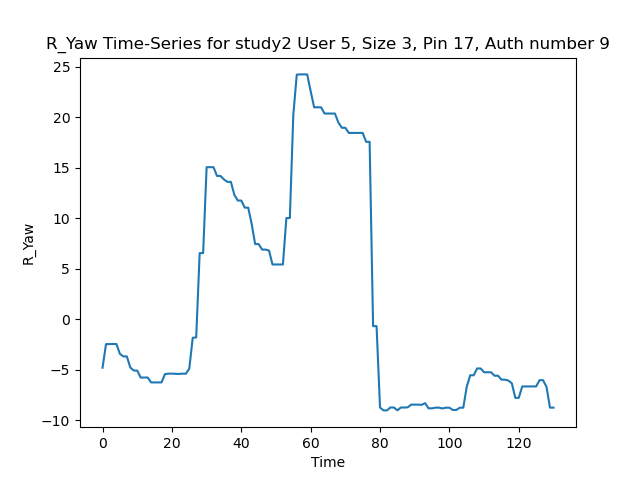 R_Yaw Time-Series for study2 User 5, Size 3, Pin 17, Auth number 9
25
20
15
10
5
0
−5
−10
R_Yaw
0 20 40 60 80 100 120
Time